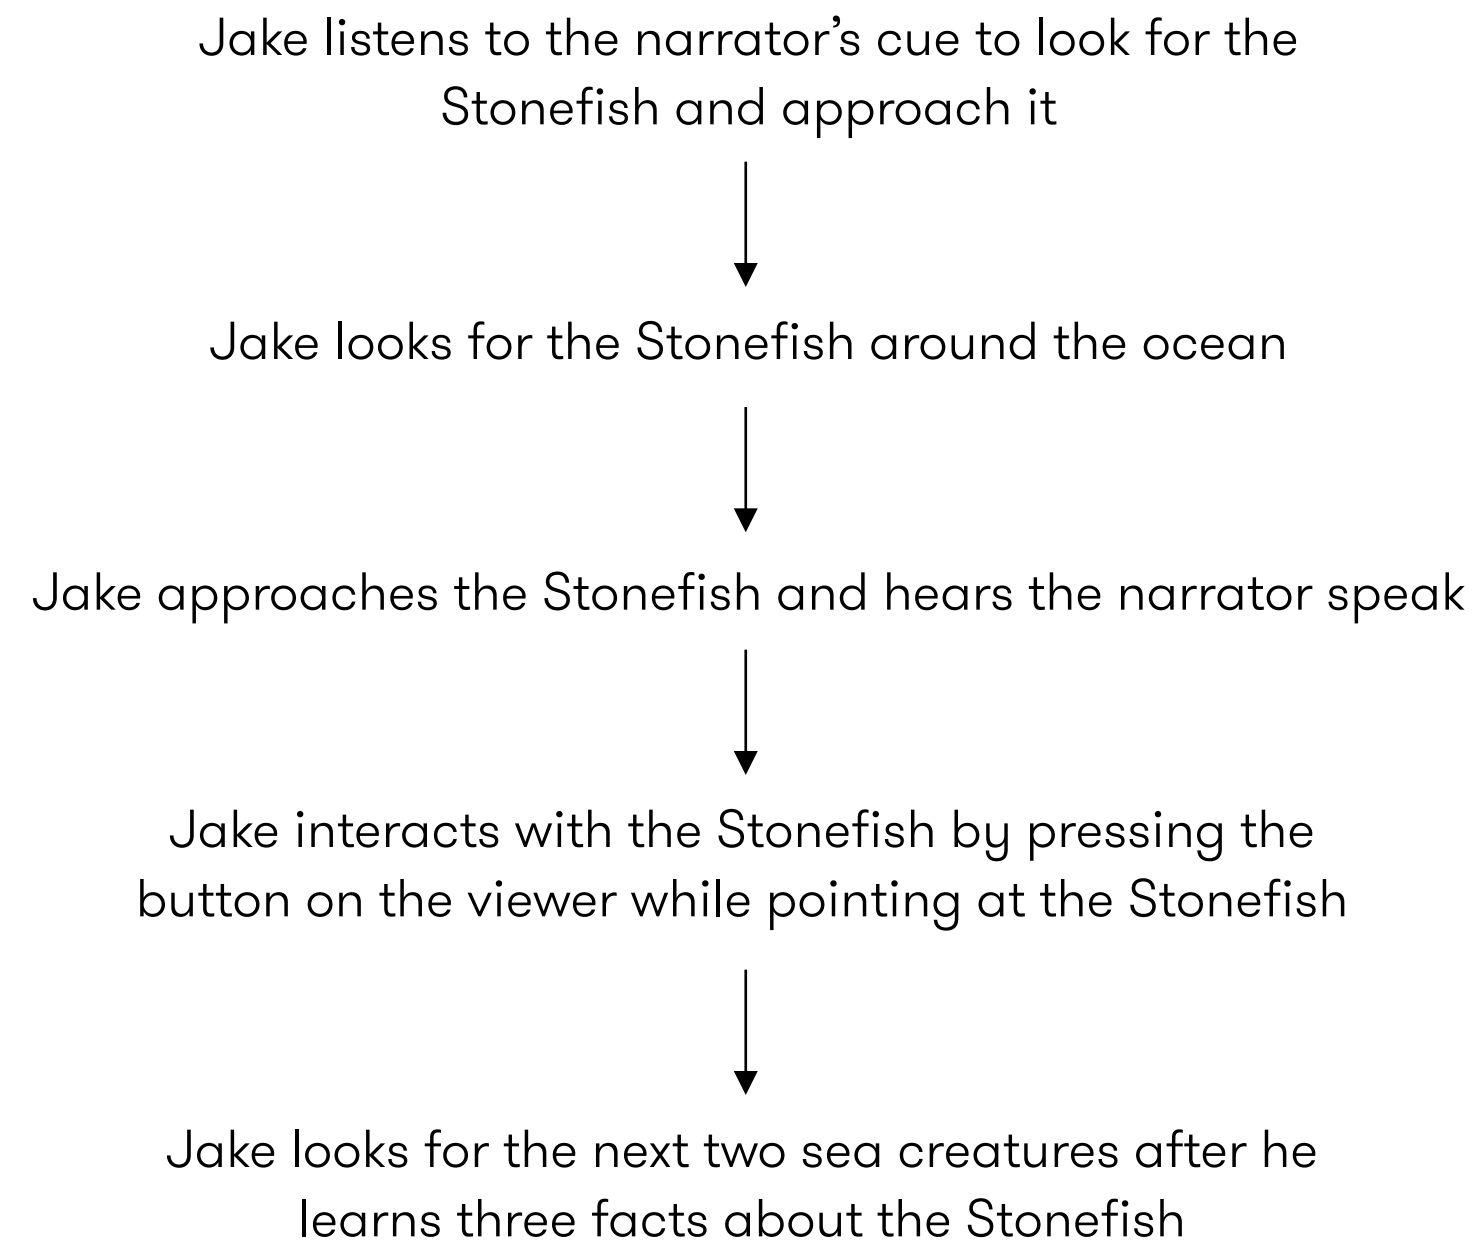 Jake listens to the narrator’s cue to look for the
Stonefish and approach it
Jake looks for the Stonefish around the ocean
Jake approaches the Stonefish and hears the narrator speak
Jake interacts with the Stonefish by pressing the
button on the viewer while pointing at the Stonefish
Jake looks for the next two sea creatures after he
learns three facts about the Stonefish